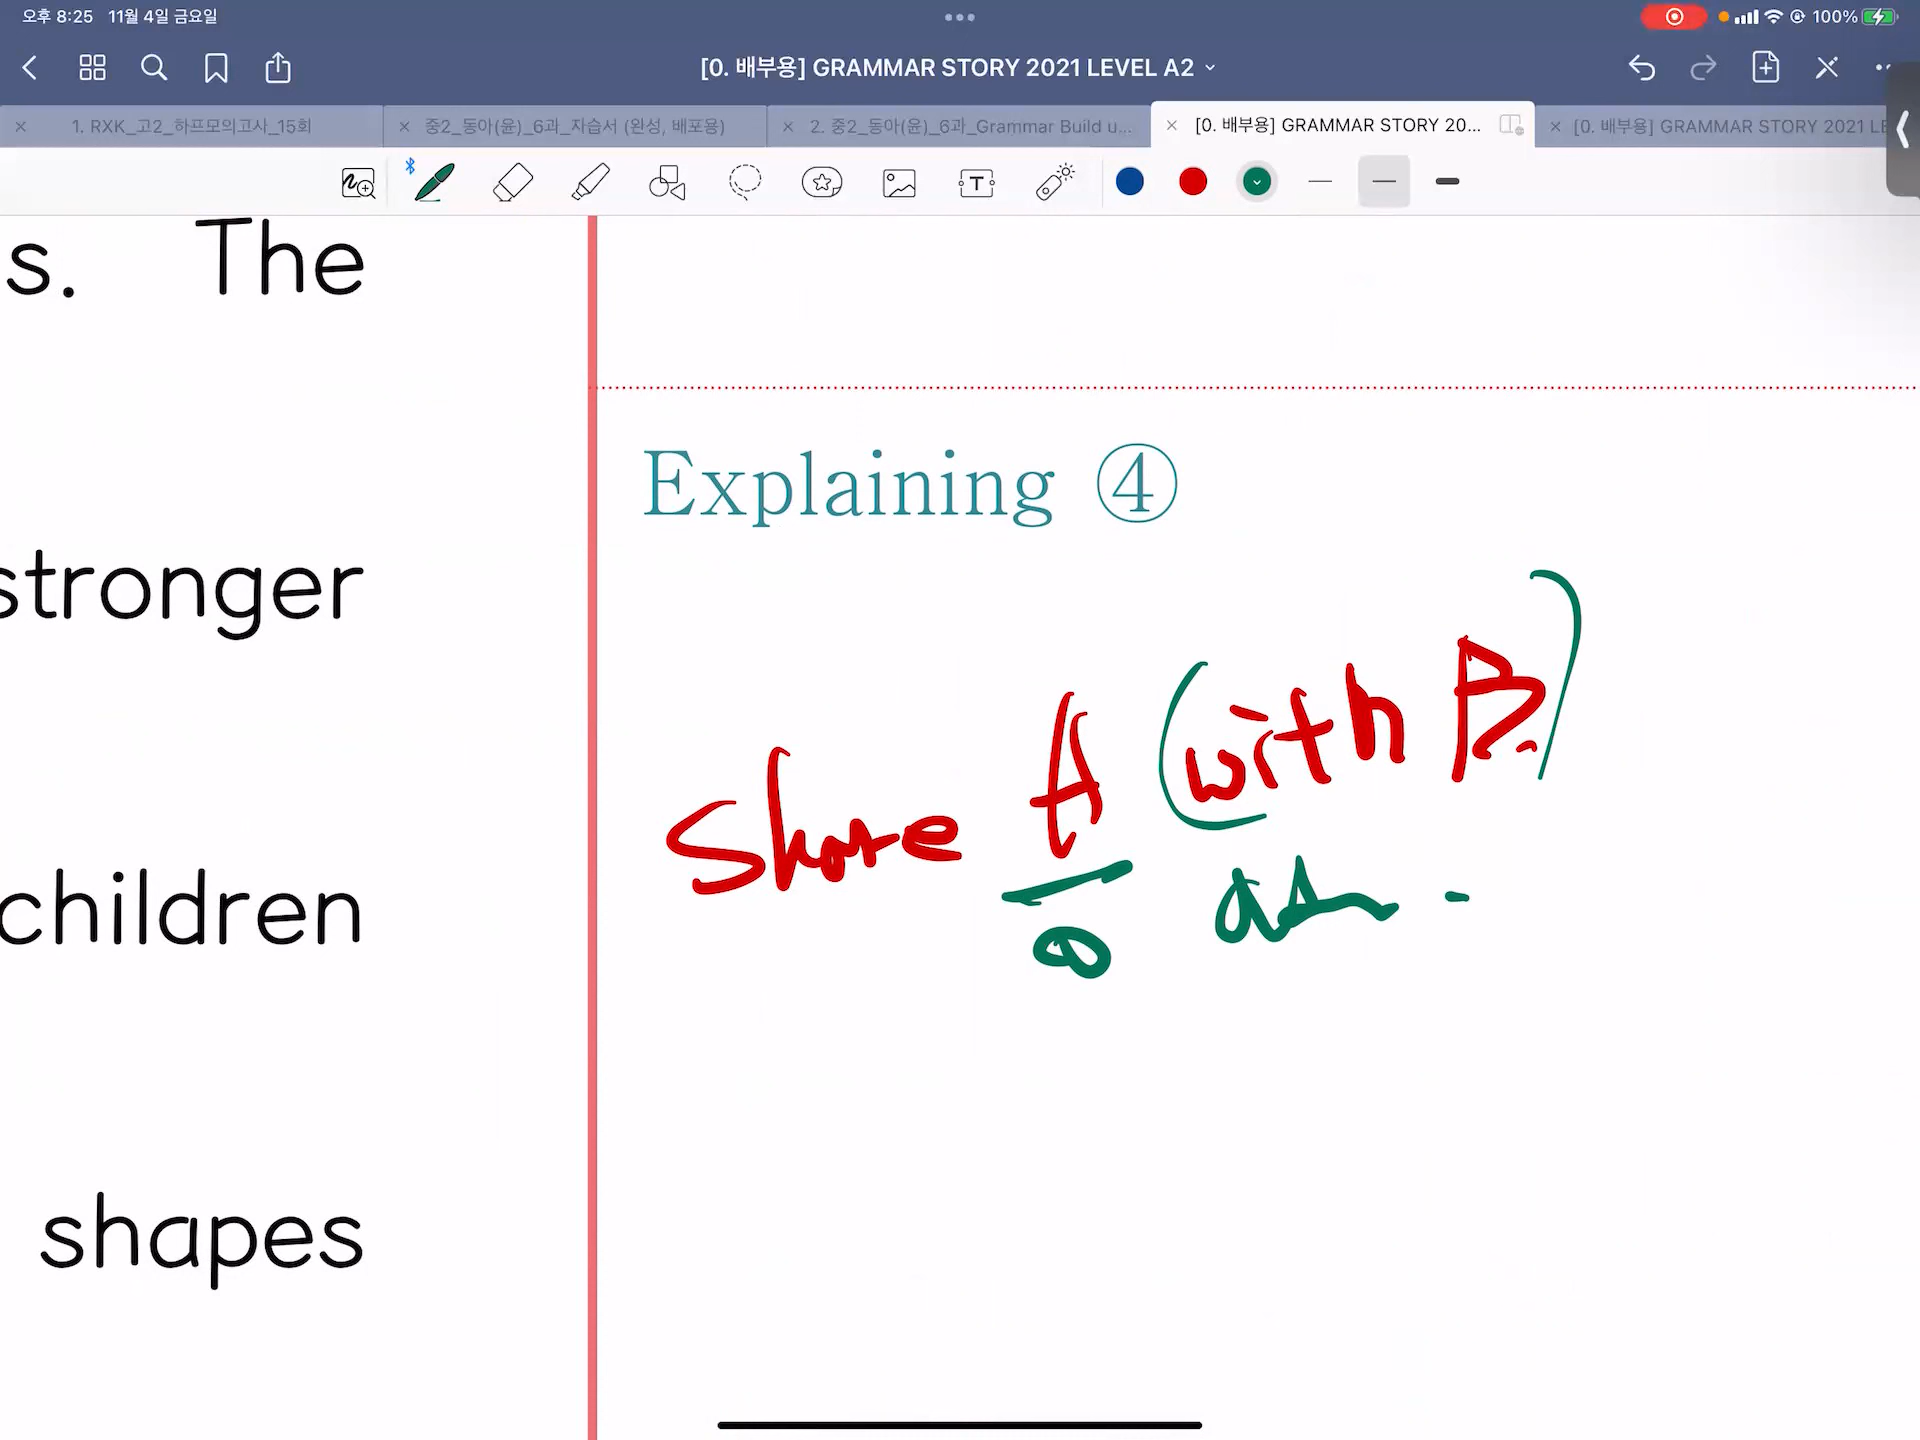 오후 8:25 11월 4일 금요일
100%
[0. 배부용] GRAMMAR STORY 2021 LEVEL A2
1. RXK_고2_하프모의고사_15회
중2_동아(윤)_6과_자습서 (완성, 배포용)
2. 중2_동아(윤)_6과_Grammar Build u...
[0. 배부용] GRAMMAR STORY 20...
[0. 배부용] GRAMMAR STORY 2021 LE
T
s. The
stronger
children
shapes
Explaining ④
Share A (with B)